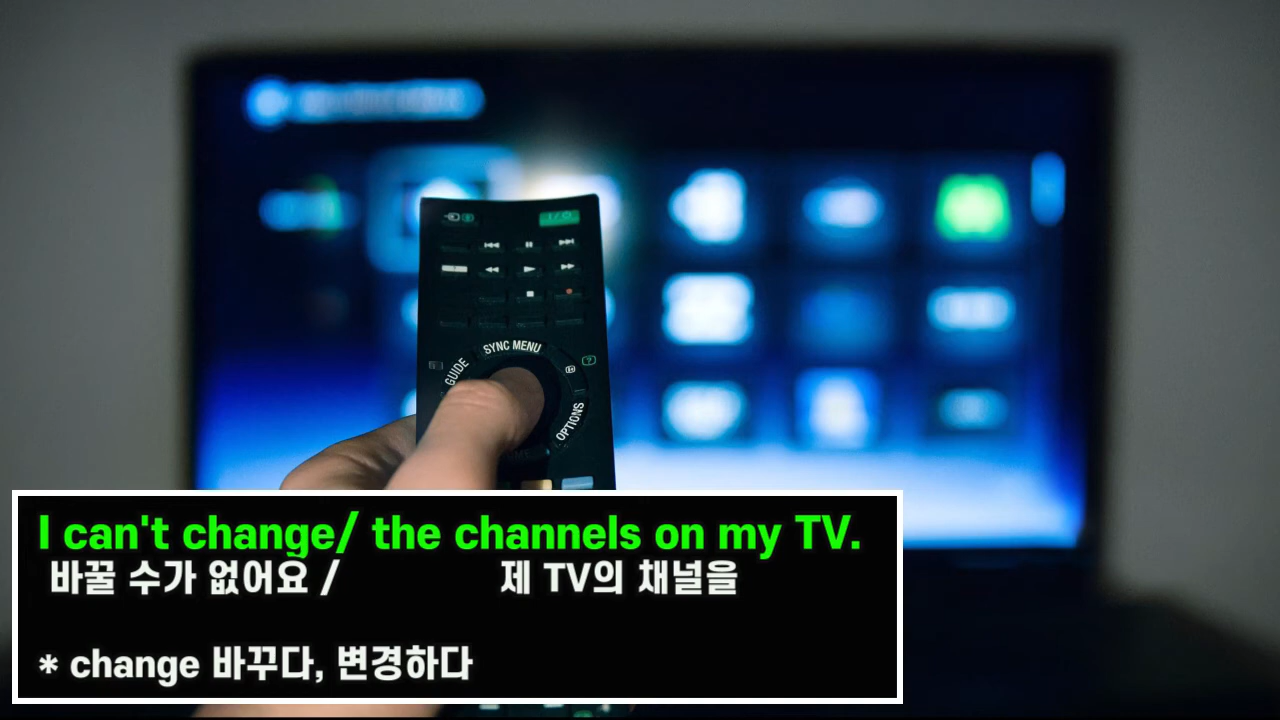 SYNC MENU
GUIDE
OPTIONS
I can't change/ the channels on my TV.
바꿀 수가 없어요 / 제 TV의 채널을
* change 바꾸다, 변경하다